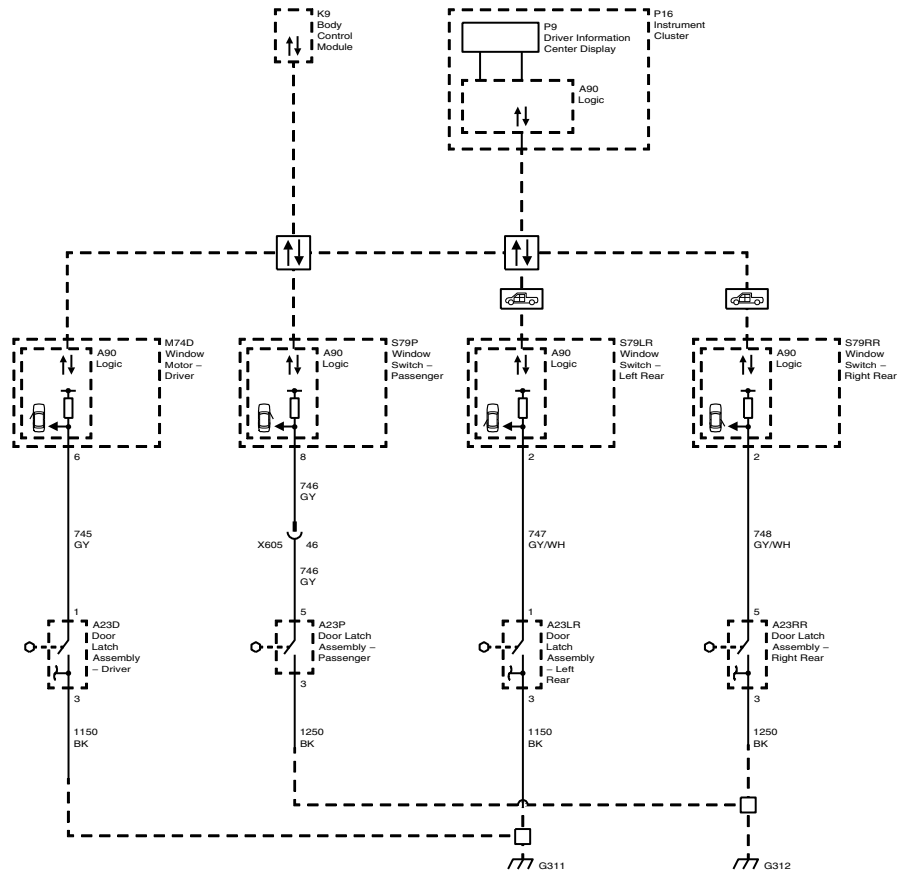 K9
Body
Control
Module
P16
Instrument
Cluster
P9
Driver Information
Center Display
A90
Logic
A90
Logic
M74D
Window
Motor –
Driver
A90
Logic
S79P
Window
Switch –
Passenger
A90
Logic
S79LR
Window
Switch –
Left Rear
A90
Logic
S79RR
Window
Switch –
Right Rear
6
8
2
2
746
GY
745
GY
X605
46
747
GY/WH
748
GY/WH
746
GY
1
5
1
5
A23D
Door
Latch
Assembly
– Driver
A23P
Door Latch
Assembly –
Passenger
A23LR
Door
Latch
Assembly
– Left
Rear
A23RR
Door Latch
Assembly –
Right Rear
3
3
3
3
1150
BK
1250
BK
1150
BK
1250
BK
G311
G312